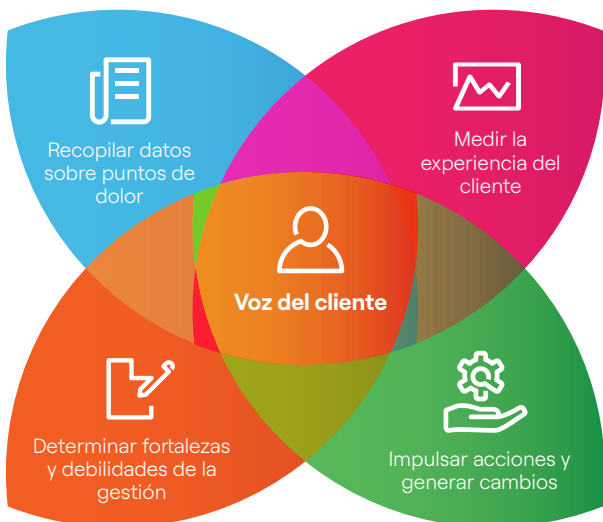 Recopilar datos
sobre puntos de
dolor
Medir la
experiencia del
cliente
Voz del cliente
Determinar fortalezas
y debilidades de la
gestión
Impulsar acciones y
generar cambios